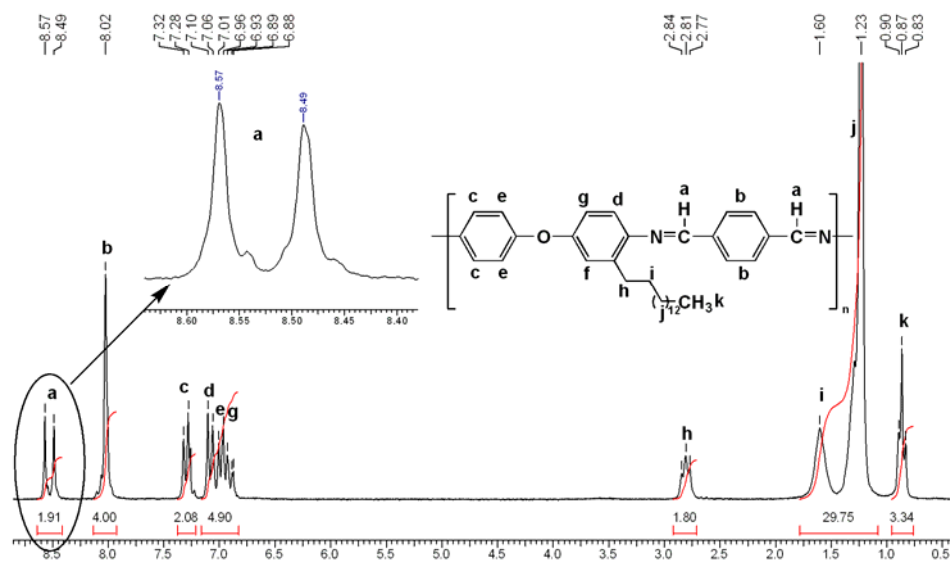 8.57
8.49
8.02
7.32
7.28
7.10
7.06
7.01
6.96
6.93
6.89
6.88
2.84
2.81
2.77
1.60
1.23
0.90
0.87
0.83
8.57
8.49
a
8.60 8.55 8.50 8.45 8.40
c e g d a H b a H
O N=C C=N
c e f i b
h
j 12 CH3 k
n
b
a
c
d
e
g
h
i
j
k
1.91 4.00 2.08 4.90 1.80 29.75 3.34
8.5 8.0 7.5 7.0 6.5 6.0 5.5 5.0 4.5 4.0 3.5 3.0 2.5 2.0 1.5 1.0 0.5